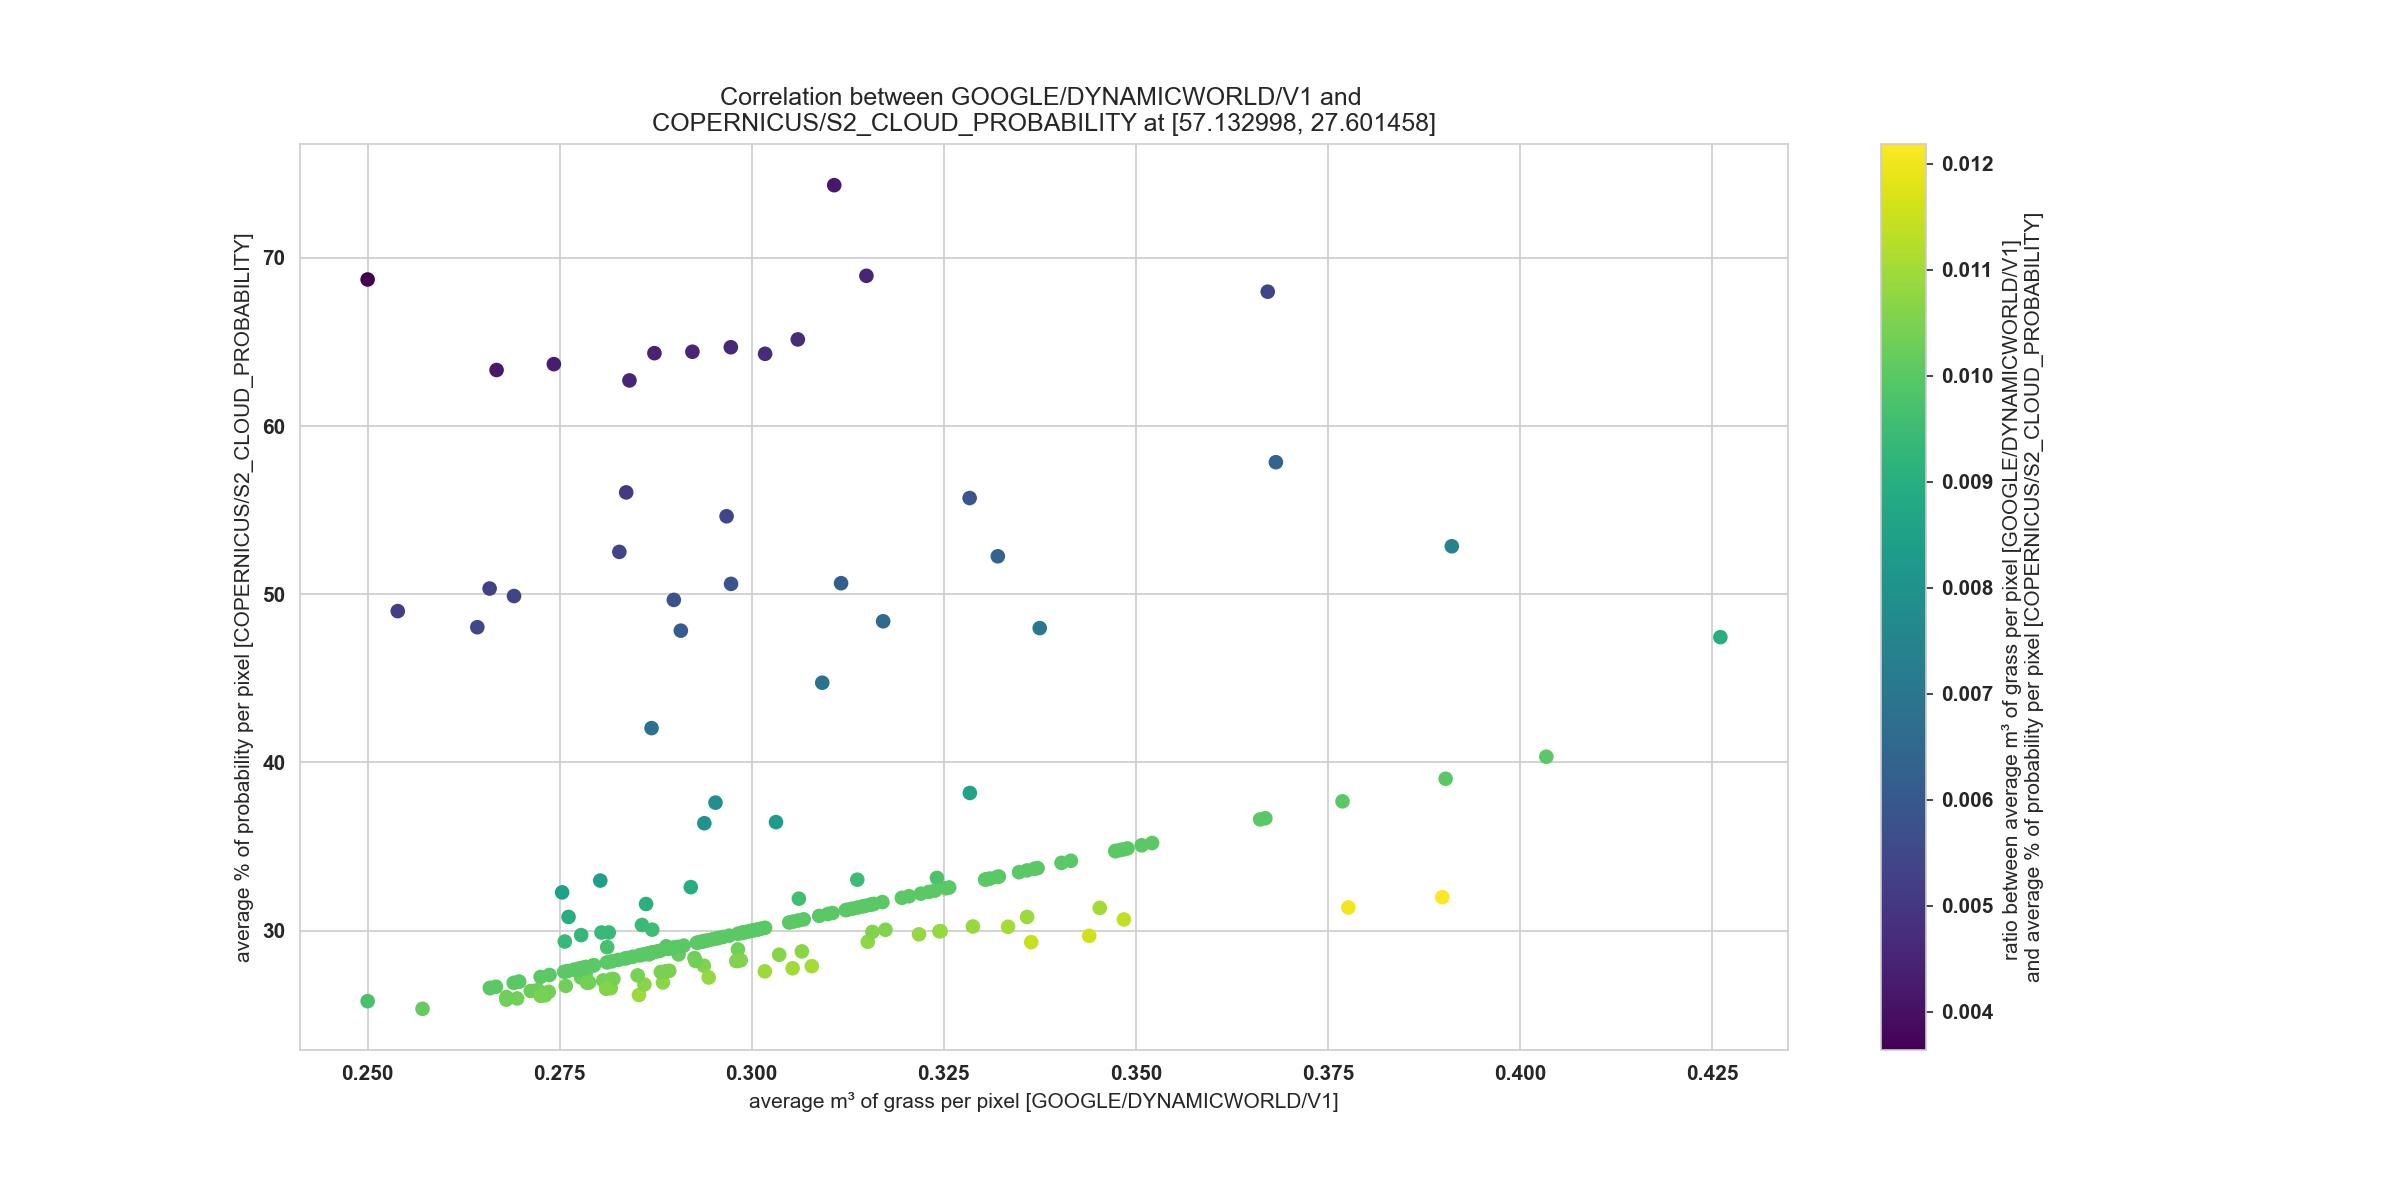 Correlation between GOOGLE/DYNAMICWORLD/V1 and
COPERNICUS/S2_CLOUD_PROBABILITY at [57.132998, 27.601458]
average % of probability per pixel [COPERNICUS/S2_CLOUD_PROBABILITY]
70
60
50
40
30
0.250 0.275 0.300 0.325 0.350 0.375 0.400 0.425
average m³ of grass per pixel [GOOGLE/DYNAMICWORLD/V1]
0.012
0.011
0.010
0.009
0.008
0.007
0.006
0.005
0.004
ratio between average m³ of grass per pixel [GOOGLE/DYNAMICWORLD/V1]
and average % of probability per pixel [COPERNICUS/S2_CLOUD_PROBABILITY]